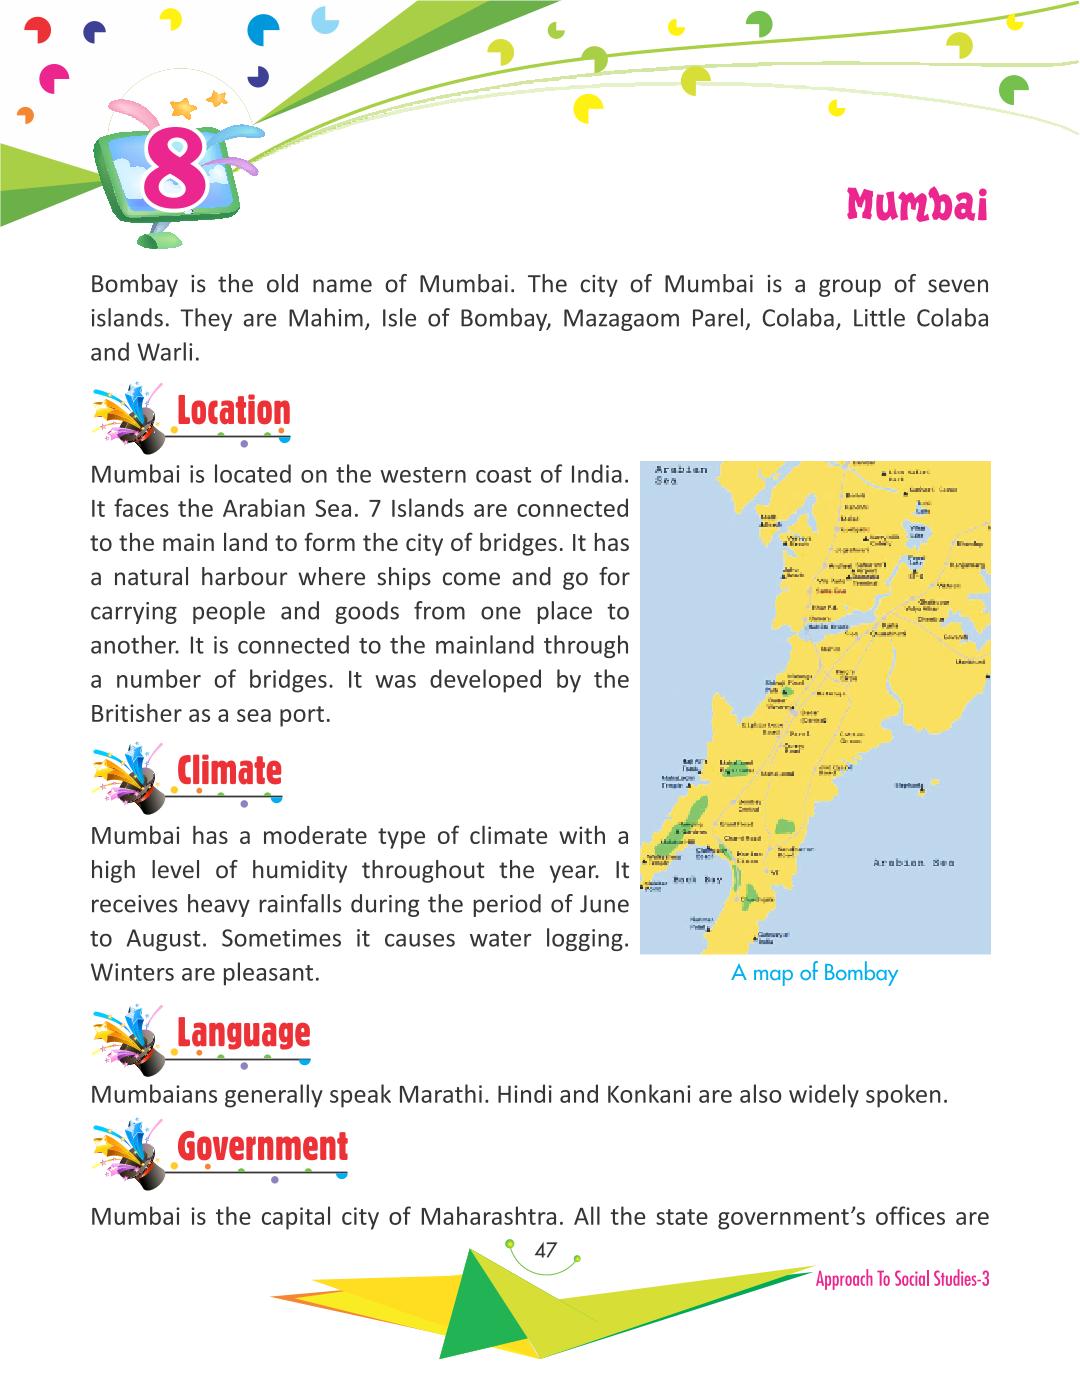 8
Mumbai
Bombay is the old name of Mumbai. The city of Mumbai is a group of seven
islands. They are Mahim, Isle of Bombay, Mazagaom Parel, Colaba, Little Colaba
and Warli.
Location
Mumbai is located on the western coast of India.
It faces the Arabian Sea. 7 Islands are connected
to the main land to form the city of bridges. It has
a natural harbour where ships come and go for
carrying people and goods from one place to
another. It is connected to the mainland through
a number of bridges. It was developed by the
Britisher as a sea port.
Arabian
Sea
Arabian Sea
Back Bay
A map of Bombay
Climate
Mumbai has a moderate type of climate with a
high level of humidity throughout the year. It
receives heavy rainfalls during the period of June
to August. Sometimes it causes water logging.
Winters are pleasant.
Language
Mumbaians generally speak Marathi. Hindi and Konkani are also widely spoken.
Government
Mumbai is the capital city of Maharashtra. All the state government’s offices are
47
Approach To Social Studies-3